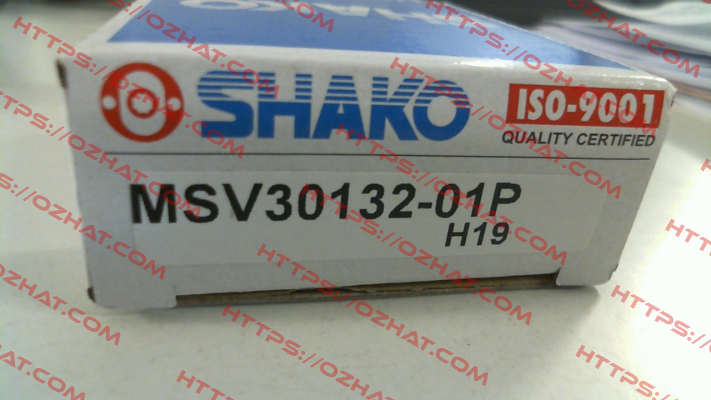 SHAKO
ISO-9001
QUALITY CERTIFIED
MSV30132-01P
H19
HTTPS://OZHAT.COM